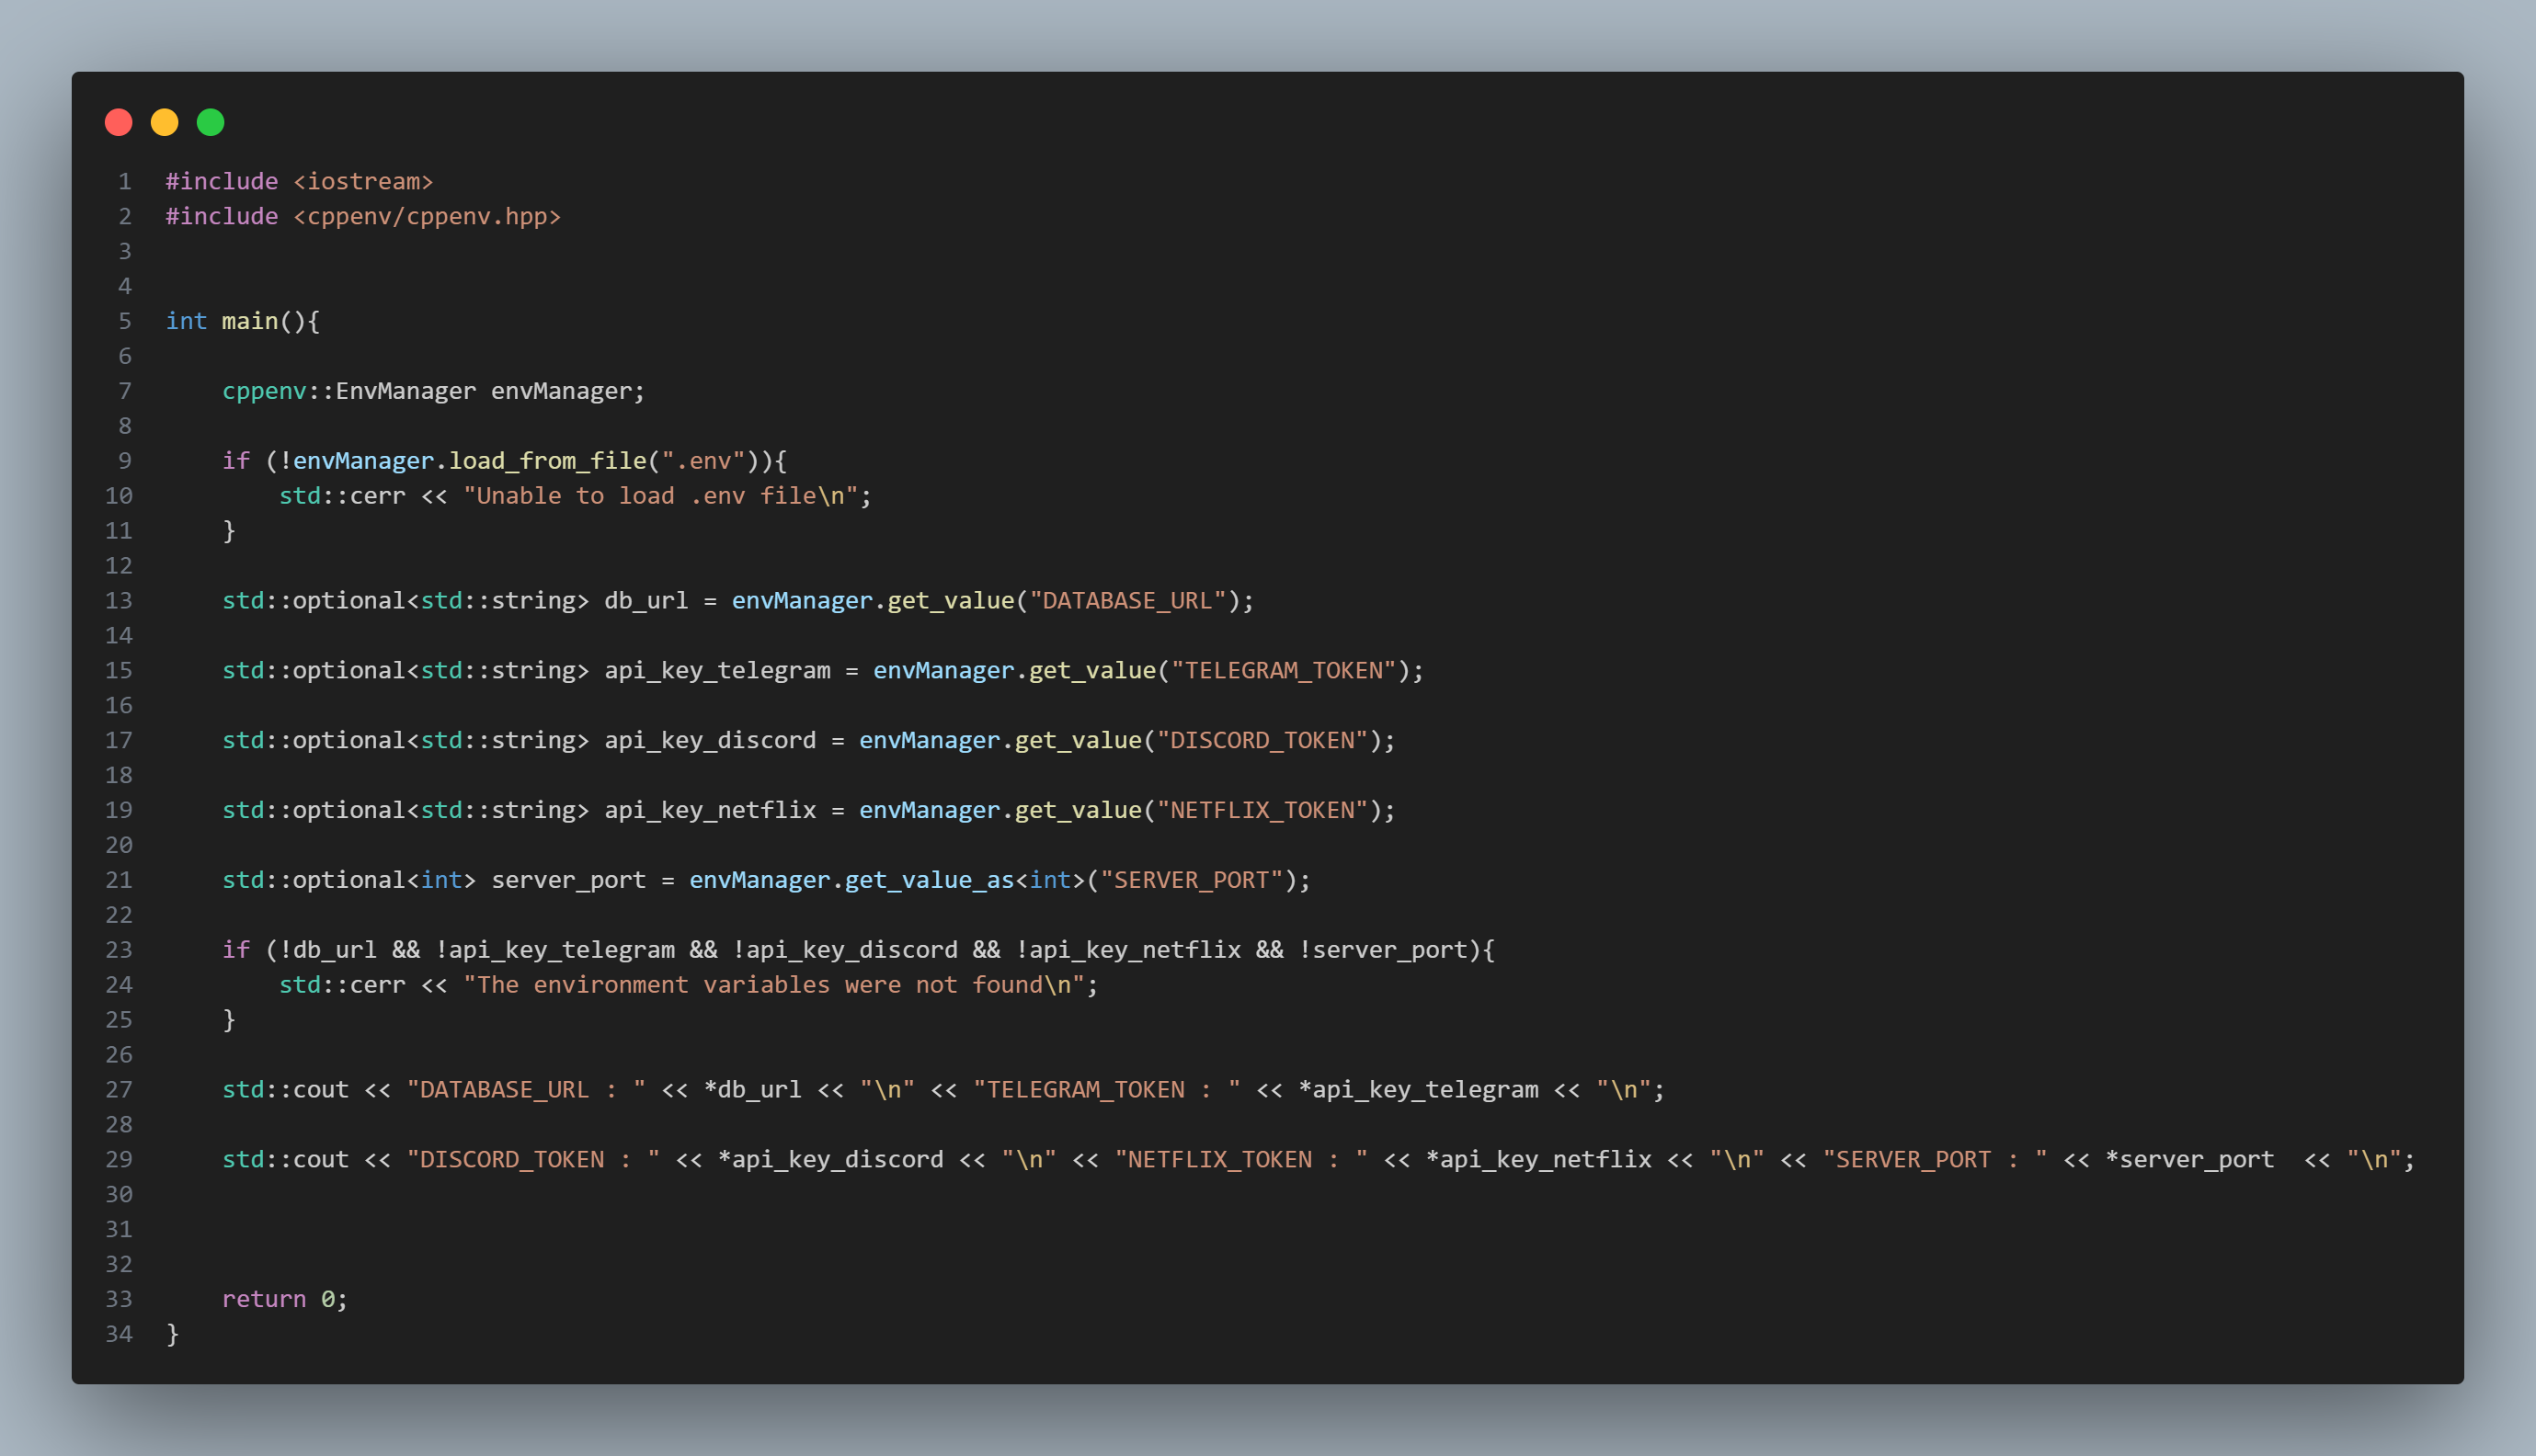 1 #include <iostream>
2 #include <cppenv/cppenv.hpp>
3
4
5 int main(){
6
7     cppenv::EnvManager envManager;
8
9     if (!envManager.load_from_file(".env")){
10         std::cerr << "Unable to load .env file\n";
11     }
12
13     std::optional<std::string> db_url = envManager.get_value("DATABASE_URL");
14
15     std::optional<std::string> api_key_telegram = envManager.get_value("TELEGRAM_TOKEN");
16
17     std::optional<std::string> api_key_discord = envManager.get_value("DISCORD_TOKEN");
18
19     std::optional<std::string> api_key_netflix = envManager.get_value("NETFLIX_TOKEN");
20
21     std::optional<int> server_port = envManager.get_value_as<int>("SERVER_PORT");
22
23     if (!db_url && !api_key_telegram && !api_key_discord && !api_key_netflix && !server_port){
24         std::cerr << "The environment variables were not found\n";
25     }
26
27     std::cout << "DATABASE_URL : " << *db_url << "\n" << "TELEGRAM_TOKEN : " << *api_key_telegram << "\n";
28
29     std::cout << "DISCORD_TOKEN : " << *api_key_discord << "\n" << "NETFLIX_TOKEN : " << *api_key_netflix << "\n" << "SERVER_PORT : " << *server_port  << "\n";
30
31
32
33     return 0;
34 }